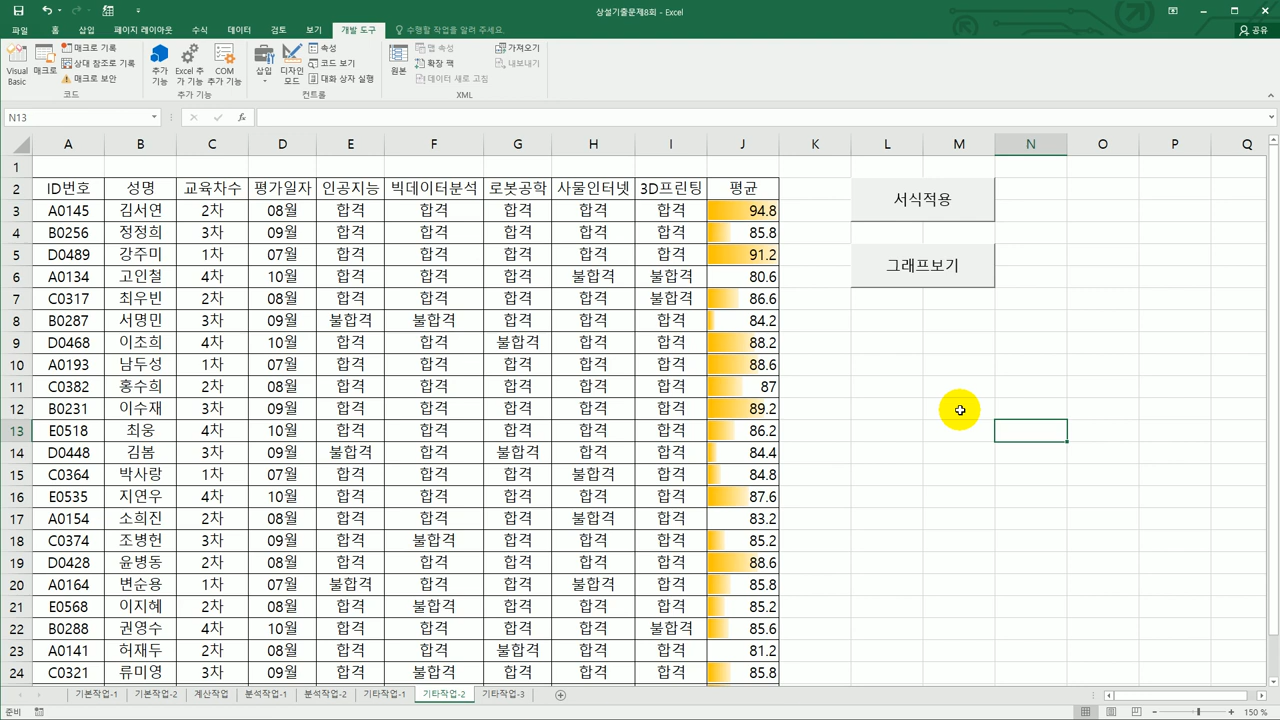 상설기출문제8회 - Excel
파일 홈 삽입 페이지 레이아웃 수식 데이터 검토 보기 개발 도구 수행할 작업을 알려 주세요. 공유
Visual Basic
매크로
매크로 기록
상대 참조로 기록
매크로 보안
코드
추가 기능
Excel 추가 기능
COM 추가 기능
추가 기능
삽입
디자인 모드
속성
코드 보기
대화 상자 실행
컨트롤
원본
맵 속성
확장 팩
데이터 새로 고침
가져오기
내보내기
XML
N13 fx
A B C D E F G H I J K L M N O P Q
1
2 ID번호 성명 교육차수 평가일자 인공지능 빅데이터분석 로봇공학 사물인터넷 3D프린팅 평균 서식적용
3 A0145 김서연 2차 08월 합격 합격 합격 합격 합격 94.8
4 B0256 정정희 3차 09월 합격 합격 합격 합격 합격 85.8
5 D0489 강주미 1차 07월 합격 합격 합격 합격 합격 91.2 그래프보기
6 A0134 고인철 4차 10월 합격 합격 합격 불합격 불합격 80.6
7 C0317 최우빈 2차 08월 합격 합격 합격 합격 불합격 86.6
8 B0287 서명민 3차 09월 불합격 불합격 합격 합격 합격 84.2
9 D0468 이조희 4차 10월 합격 합격 불합격 합격 합격 88.2
10 A0193 남두성 1차 07월 합격 합격 합격 합격 합격 88.6
11 C0382 홍수희 2차 08월 합격 합격 합격 합격 합격 87
12 B0231 이수재 3차 09월 합격 합격 합격 합격 합격 89.2
13 E0518 최웅 4차 10월 합격 합격 합격 합격 합격 86.2
14 D0448 김봄 3차 09월 불합격 합격 불합격 합격 합격 84.4
15 C0364 박사랑 1차 07월 합격 합격 합격 불합격 합격 84.8
16 E0535 지연우 4차 10월 합격 합격 합격 합격 합격 87.6
17 A0154 소희진 2차 08월 합격 합격 합격 불합격 합격 83.2
18 C0374 조병헌 3차 09월 합격 불합격 합격 합격 합격 85.2
19 D0428 윤병동 2차 08월 합격 합격 합격 합격 합격 88.6
20 A0164 변순용 1차 07월 불합격 합격 합격 불합격 합격 85.8
21 E0568 이지혜 2차 08월 합격 불합격 합격 합격 합격 85.2
22 B0288 권영수 4차 10월 합격 합격 합격 합격 불합격 85.6
23 A0141 허재두 2차 08월 합격 합격 불합격 합격 합격 81.2
24 C0321 류미영 3차 09월 합격 불합격 합격 합격 합격 85.8
기본작업-1 기본작업-2 계산작업 분석작업-1 분석작업-2 기타작업-1 기타작업-2 기타작업-3
준비 150 %